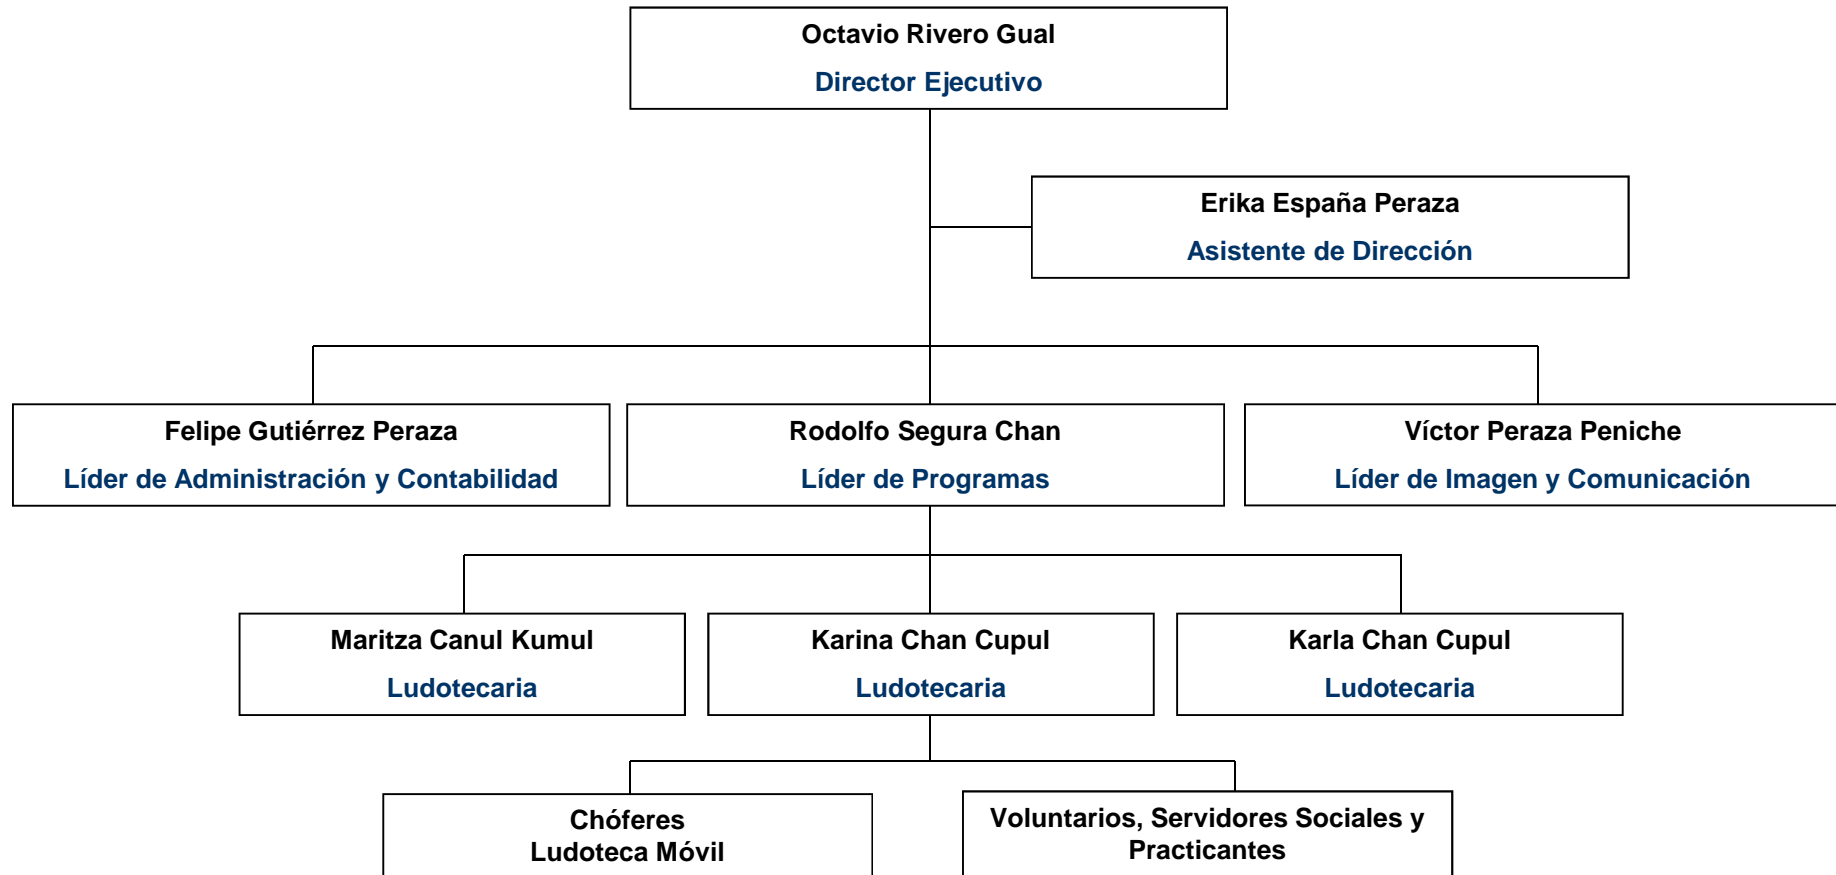 Octavio Rivero Gual
Director Ejecutivo
Erika España Peraza
Asistente de Dirección
Felipe Gutiérrez Peraza
Líder de Administración y Contabilidad
Rodolfo Segura Chan
Líder de Programas
Víctor Peraza Peniche
Líder de Imagen y Comunicación
Maritza Canul Kumul
Ludotecaria
Karina Chan Cupul
Ludotecaria
Karla Chan Cupul
Ludotecaria
Chóferes
Ludoteca Móvil
Voluntarios, Servidores Sociales y
Practicantes